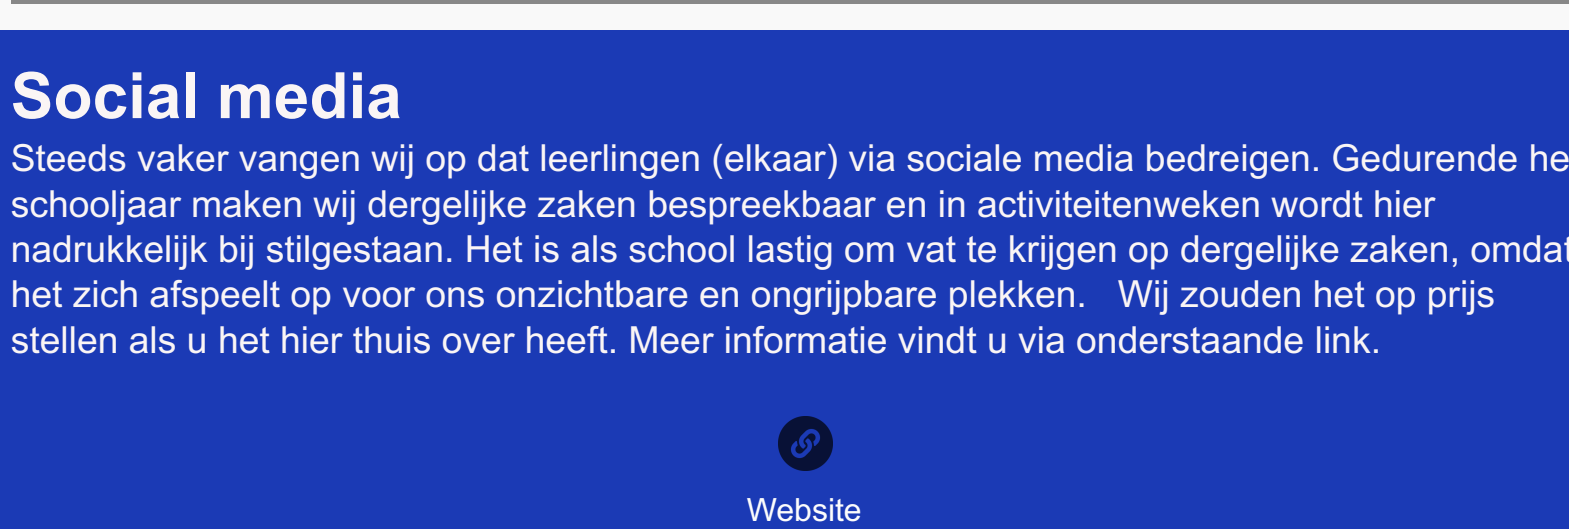 Social media
Steeds vaker vangen wij op dat leerlingen (elkaar) via sociale media bedreigen. Gedurende he
schooljaar maken wij dergelijke zaken bespreekbaar en in activiteitenweken wordt hier
nadrukkelijk bij stilgestaan. Het is als school lastig om vat te krijgen op dergelijke zaken, omdat
het zich afspeelt op voor ons onzichtbare en ongrijpbare plekken.   Wij zouden het op prijs
stellen als u het hier thuis over heeft. Meer informatie vindt u via onderstaande link.
Website